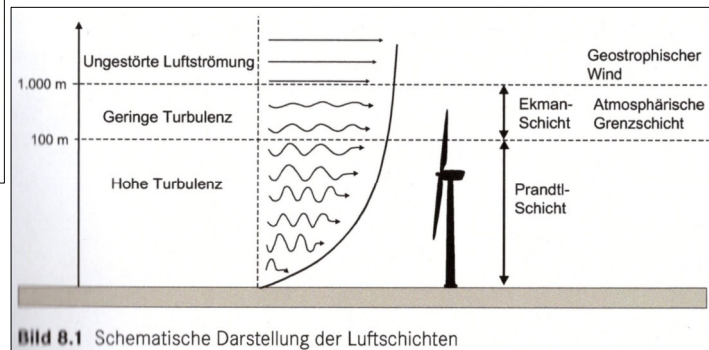 Ungestörte Luftströmung
Geostrophischer
Wind
1.000 m
Geringe Turbulenz
Ekman-
Schicht
Atmosphärische
Grenzschicht
100 m
Hohe Turbulenz
Prandtl-
Schicht
Bild 8.1 Schematische Darstellung der Luftschichten